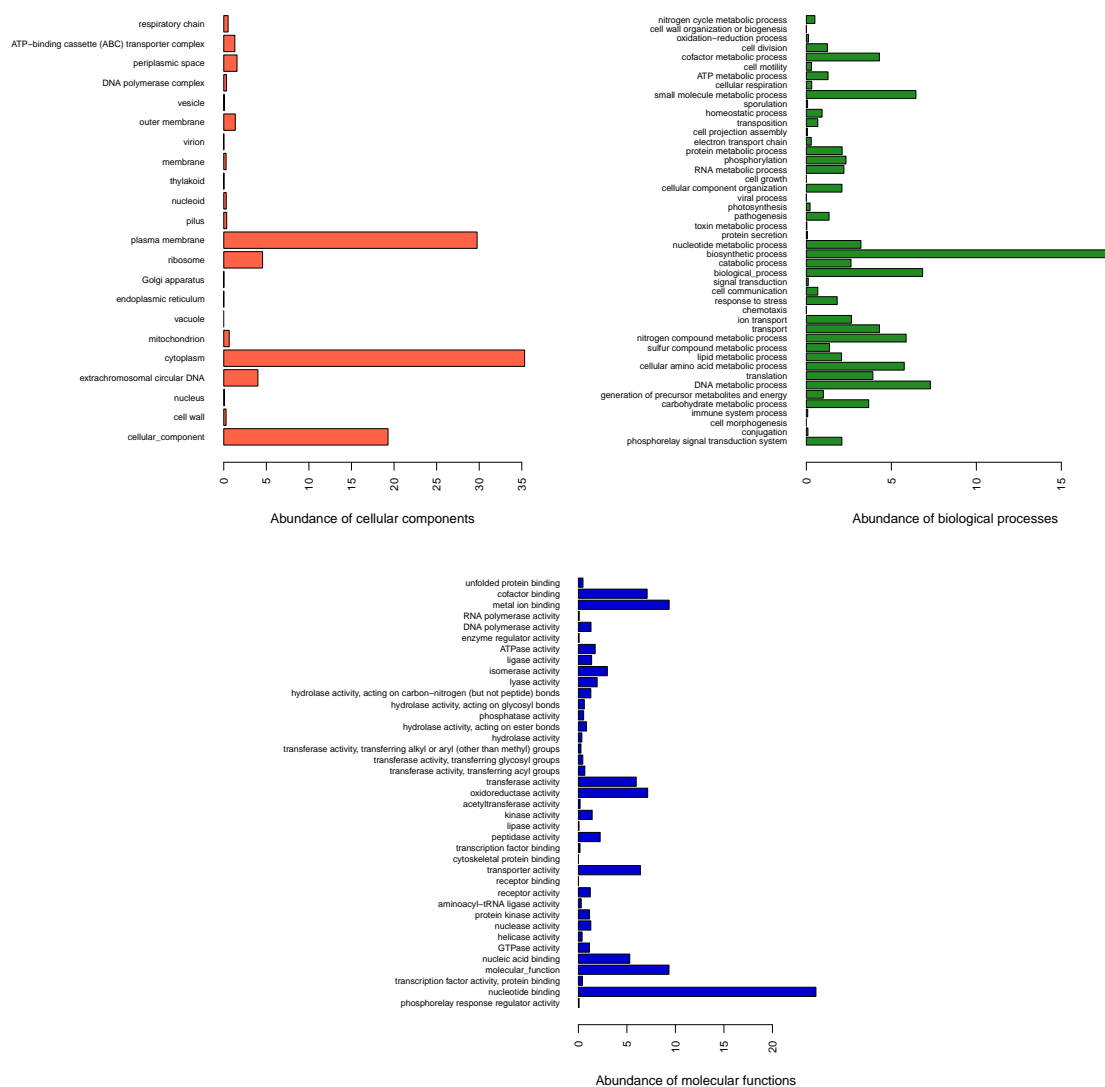 respiratory chain
ATP−binding cassette (ABC) transporter complex
periplasmic space
DNA polymerase complex
vesicle
outer membrane
virion
membrane
thylakoid
nucleoid
pilus
plasma membrane
ribosome
Golgi apparatus
endoplasmic reticulum
vacuole
mitochondrion
cytoplasm
extrachromosomal circular DNA
nucleus
cell wall
cellular_component
0 5 10 15 20 25 30 35
Abundance of cellular components
nitrogen cycle metabolic process
cell wall organization or biogenesis
oxidation−reduction process
cell division
cofactor metabolic process
cell motility
ATP metabolic process
cellular respiration
small molecule metabolic process
sporulation
homeostatic process
transposition
cell projection assembly
electron transport chain
protein metabolic process
phosphorylation
RNA metabolic process
cell growth
cellular component organization
viral process
photosynthesis
pathogenesis
toxin metabolic process
protein secretion
nucleotide metabolic process
biosynthetic process
catabolic process
biological_process
signal transduction
cell communication
response to stress
chemotaxis
ion transport
transport
nitrogen compound metabolic process
sulfur compound metabolic process
lipid metabolic process
cellular amino acid metabolic process
translation
DNA metabolic process
generation of precursor metabolites and energy
carbohydrate metabolic process
immune system process
cell morphogenesis
conjugation
phosphorelay signal transduction system
0 5 10 15
Abundance of biological processes
unfolded protein binding
cofactor binding
metal ion binding
RNA polymerase activity
DNA polymerase activity
enzyme regulator activity
ATPase activity
ligase activity
isomerase activity
lyase activity
hydrolase activity, acting on carbon−nitrogen (but not peptide) bonds
hydrolase activity, acting on glycosyl bonds
phosphatase activity
hydrolase activity, acting on ester bonds
hydrolase activity
transferase activity, transferring alkyl or aryl (other than methyl) groups
transferase activity, transferring glycosyl groups
transferase activity, transferring acyl groups
transferase activity
oxidoreductase activity
acetyltransferase activity
kinase activity
lipase activity
peptidase activity
transcription factor binding
cytoskeletal protein binding
transporter activity
receptor binding
receptor activity
aminoacyl−tRNA ligase activity
protein kinase activity
nuclease activity
helicase activity
GTPase activity
nucleic acid binding
molecular_function
transcription factor activity, protein binding
nucleotide binding
phosphorelay response regulator activity
0 5 10 15 20
Abundance of molecular functions